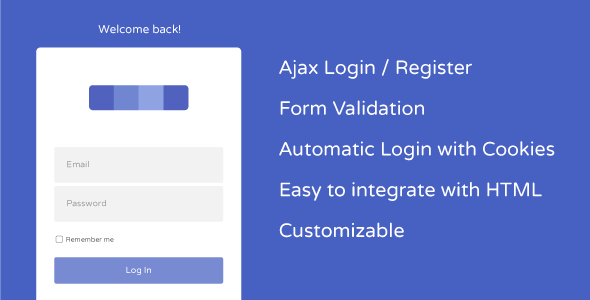 Welcome back!
Email
Password
Remember me
Log In
Ajax Login / Register
Form Validation
Automatic Login with Cookies
Easy to integrate with HTML
Customizable